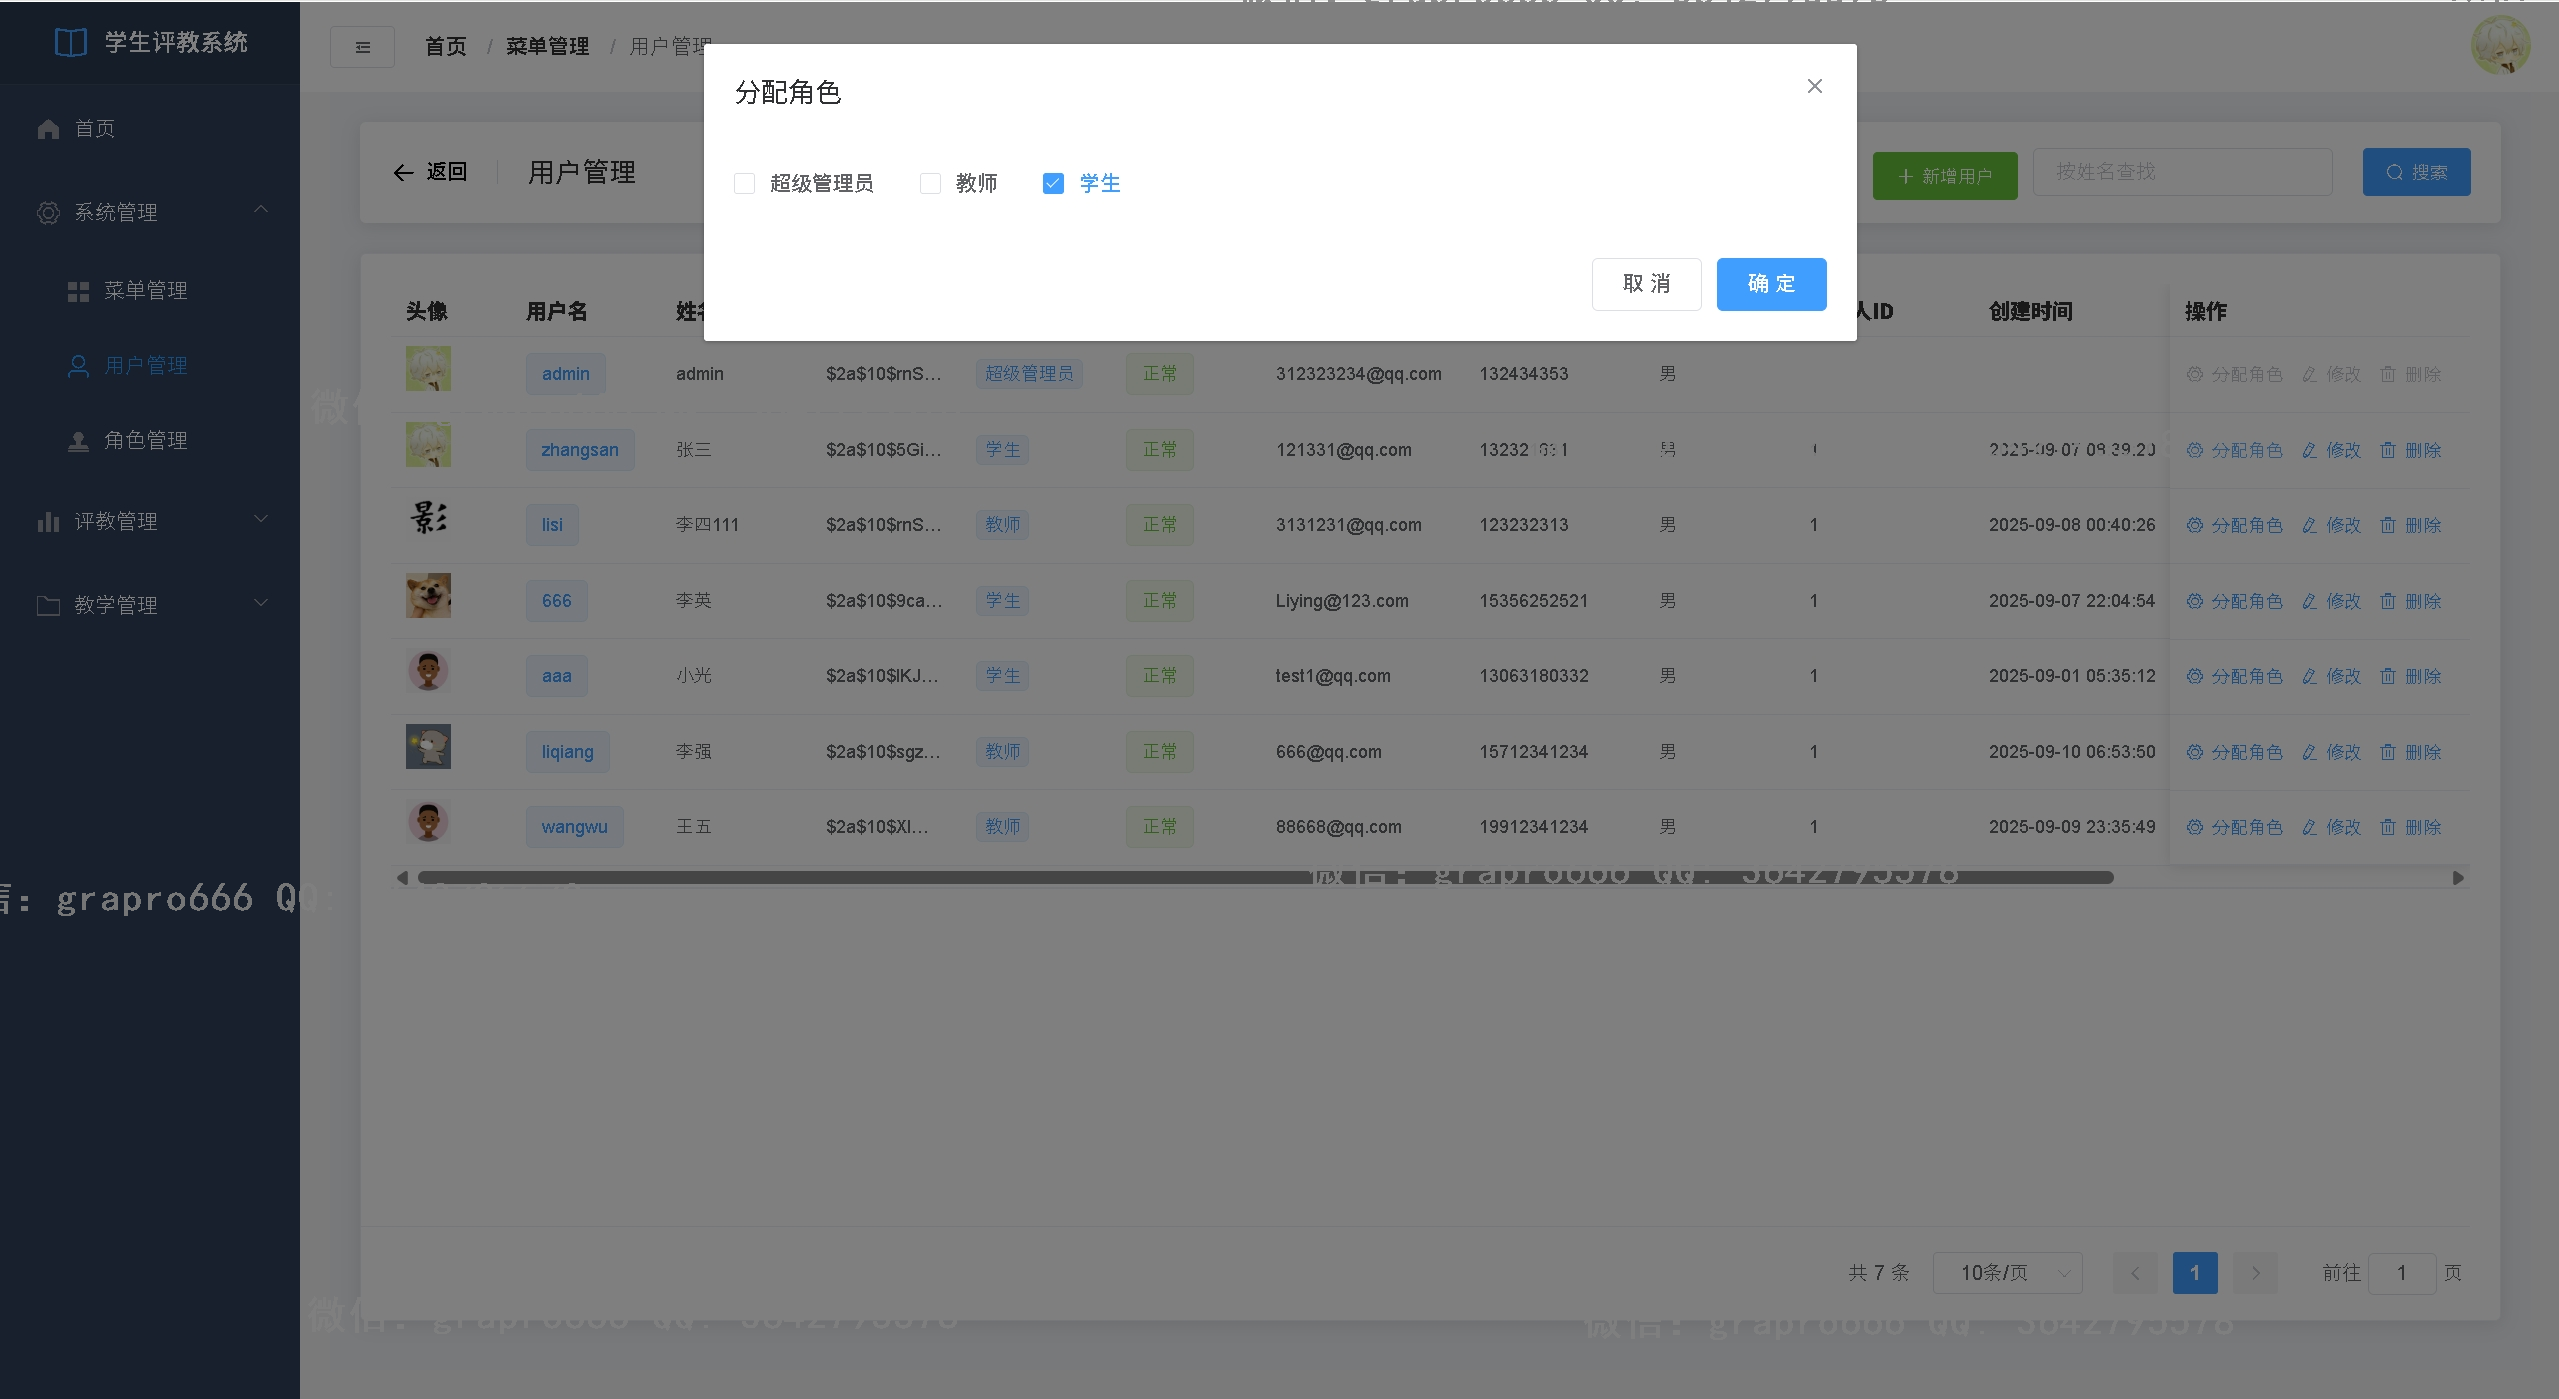 学生评教系统
首页 / 菜单管理 / 用户管理
首页
系统管理
菜单管理
用户管理
角色管理
评教管理
教学管理
分配角色
超级管理员 教师 学生
取 消 确 定
返回 用户管理
新增用户 按姓名查找 搜索
头像 用户名 人ID 创建时间 操作
admin admin $2a$10$rnS... 超级管理员 正常 312323234@qq.com 132434353 男 分配角色 修改 删除
zhangsan 张三 $2a$10$5Gi... 学生 正常 121331@qq.com 男 分配角色 修改 删除
lisi 李四111 $2a$10$rnS... 教师 正常 3131231@qq.com 123232313 男 1 2025-09-08 00:40:26 分配角色 修改 删除
666 李英 $2a$10$9ca... 学生 正常 Liying@123.com 15356252521 男 1 2025-09-07 22:04:54 分配角色 修改 删除
aaa 小光 $2a$10$lKJ... 学生 正常 test1@qq.com 13063180332 男 1 2025-09-01 05:35:12 分配角色 修改 删除
liqiang 李强 $2a$10$sgz... 教师 正常 666@qq.com 15712341234 男 1 2025-09-10 06:53:50 分配角色 修改 删除
wangwu 王五 $2a$10$Xl... 教师 正常 88668@qq.com 19912341234 男 1 2025-09-09 23:35:49 分配角色 修改 删除
共 7 条 10条/页 1 前往 1 页
信: grapro666 QQ:
微信: grapro666 QQ: 3642795578
微信: grapro666 QQ: 3642795578
微信: grapro666 QQ: 3642795578